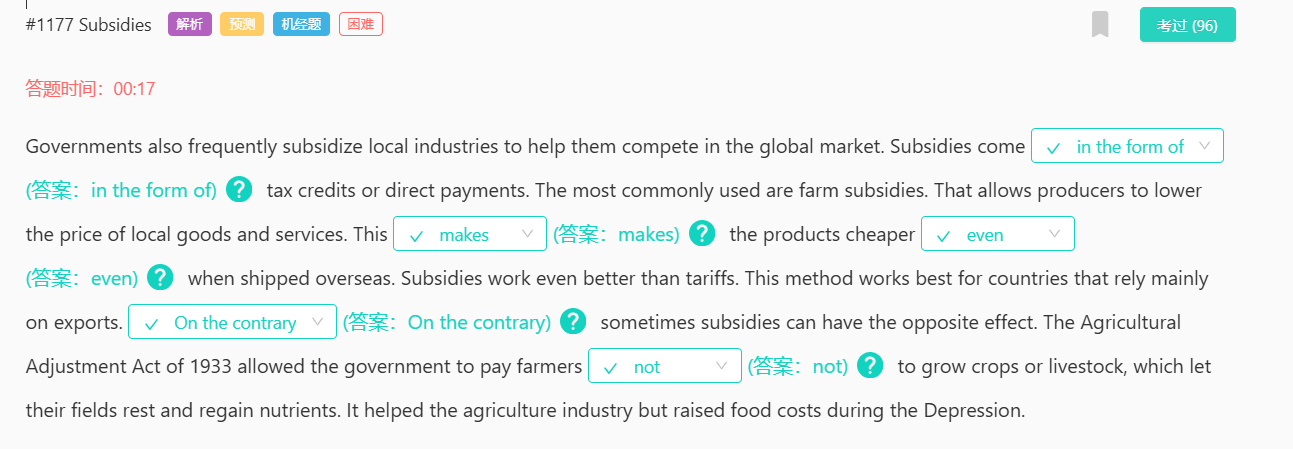 #1177 Subsidies 解析 预测 机经题 困难 考过 (96)
答题时间：00:17
Governments also frequently subsidize local industries to help them compete in the global market. Subsidies come in the form of
(答案：in the form of) ? tax credits or direct payments. The most commonly used are farm subsidies. That allows producers to lower
the price of local goods and services. This makes (答案：makes) ? the products cheaper even
(答案：even) ? when shipped overseas. Subsidies work even better than tariffs. This method works best for countries that rely mainly
on exports. On the contrary (答案：On the contrary) ? sometimes subsidies can have the opposite effect. The Agricultural
Adjustment Act of 1933 allowed the government to pay farmers not (答案：not) ? to grow crops or livestock, which let
their fields rest and regain nutrients. It helped the agriculture industry but raised food costs during the Depression.